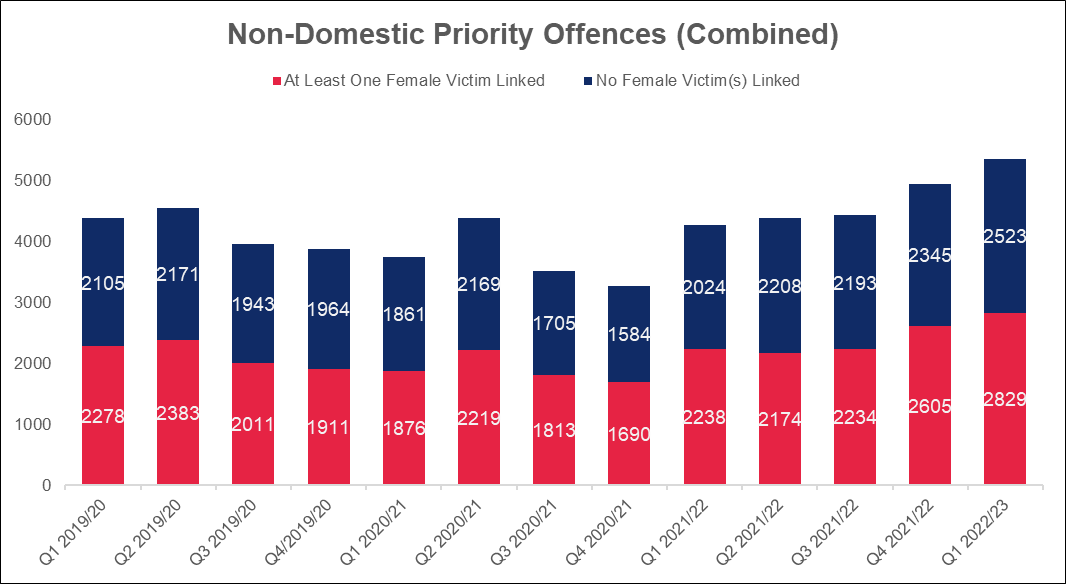 Non-Domestic Priority Offences (Combined)
At Least One Female Victim Linked No Female Victim(s) Linked
6000
5000
4000
3000
2000
1000
0
2105 2171 1943 1964 1861 2169 1705 1584 2024 2208 2193 2345 2523
2278 2383 2011 1911 1876 2219 1813 1690 2238 2174 2234 2605 2829
Q1 2019/20 Q2 2019/20 Q3 2019/20 Q4/2019/20 Q1 2020/21 Q2 2020/21 Q3 2020/21 Q4 2020/21 Q1 2021/22 Q2 2021/22 Q3 2021/22 Q4 2021/22 Q1 2022/23